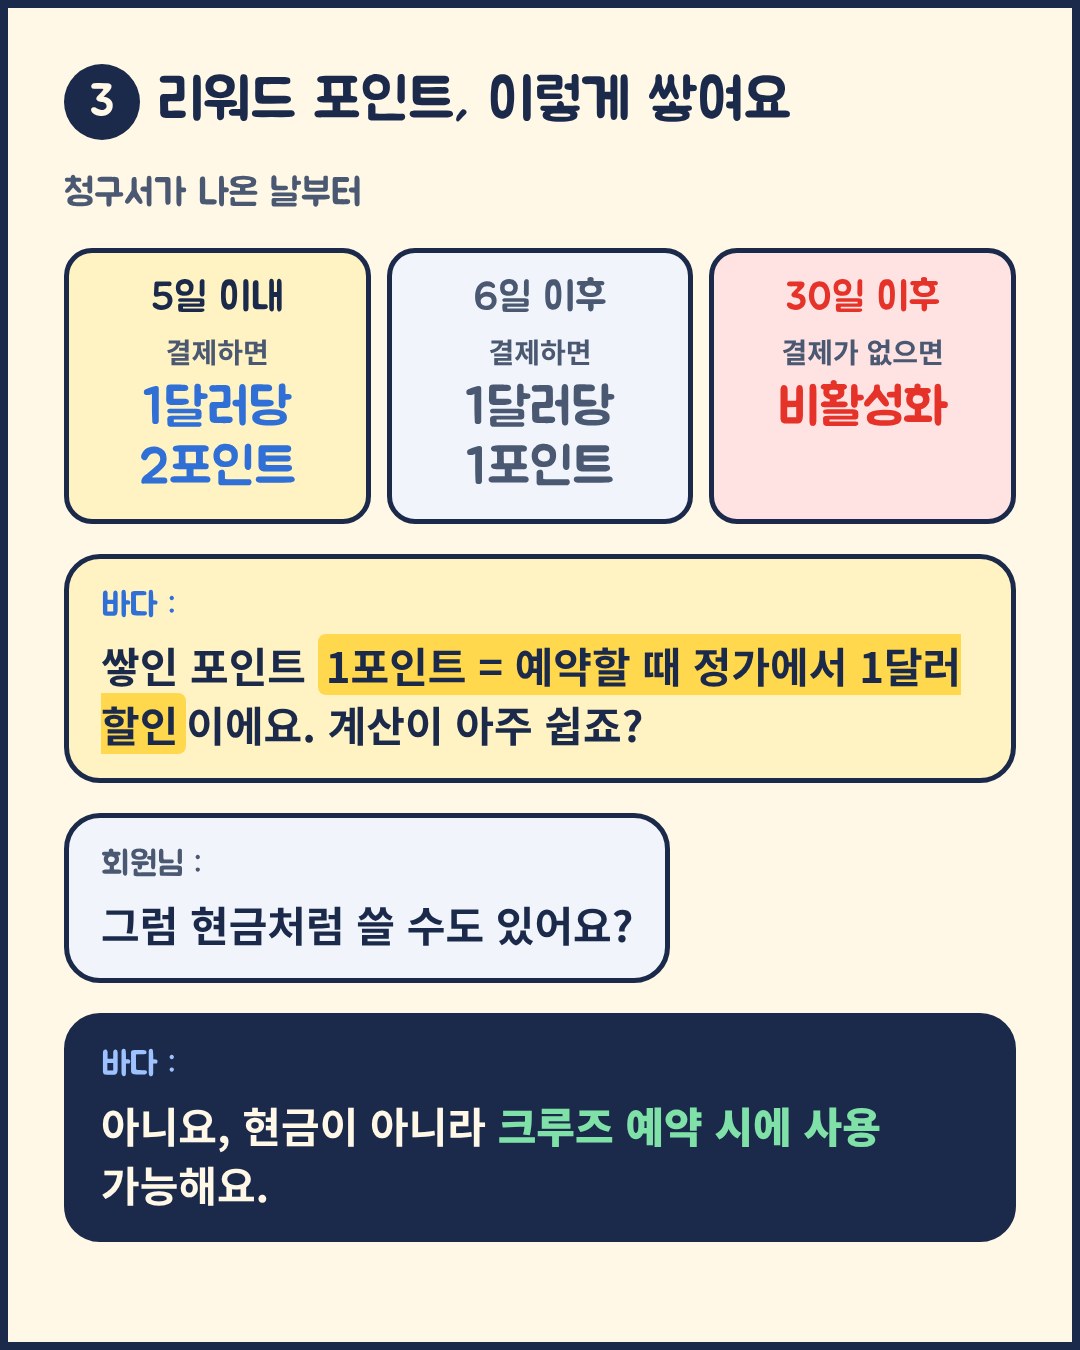 3 리워드 포인트, 이렇게 쌓여요
청구서가 나온 날부터
5일 이내
결제하면
1달러당
2포인트
6일 이후
결제하면
1달러당
1포인트
30일 이후
결제가 없으면
비활성화
바다 :
쌓인 포인트 1포인트 = 예약할 때 정가에서 1달러
할인 이에요. 계산이 아주 쉽죠?
회원님 :
그럼 현금처럼 쓸 수도 있어요?
바다 :
아니요, 현금이 아니라 크루즈 예약 시에 사용
가능해요.